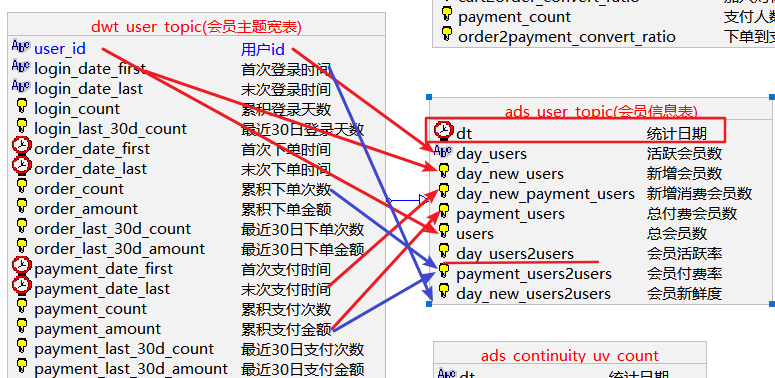 dwt_user_topic(会员主题宽表)
user_id 用户id
login_date_first 首次登录时间
login_date_last 末次登录时间
login_count 累积登录天数
login_last_30d_count 最近30日登录天数
order_date_first 首次下单时间
order_date_last 末次下单时间
order_count 累积下单次数
order_amount 累积下单金额
order_last_30d_count 最近30日下单次数
order_last_30d_amount 最近30日下单金额
payment_date_first 首次支付时间
payment_date_last 末次支付时间
payment_count 累积支付次数
payment_amount 累积支付金额
payment_last_30d_count 最近30日支付次数
payment_last_30d_amount 最近30日支付金额
payment_count 支付人数
order2payment_convert_ratio 下单到支
ads_user_topic(会员信息表)
dt 统计日期
day_users 活跃会员数
day_new_users 新增会员数
day_new_payment_users 新增消费会员数
payment_users 总付费会员数
users 总会员数
day_users2users 会员活跃率
payment_users2users 会员付费率
day_new_users2users 会员新鲜度
ads_continuity_uv_count
dt 统计日期